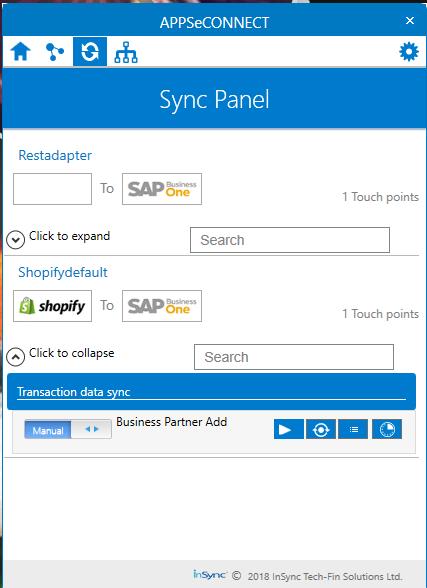 APPSeCONNECT
Sync Panel
Restadapter
To SAP Business One
1 Touch points
Click to expand Search
Shopifydefault
shopify To SAP Business One
1 Touch points
Click to collapse Search
Transaction data sync
Manual Business Partner Add
inSync © 2018 InSync Tech-Fin Solutions Ltd.